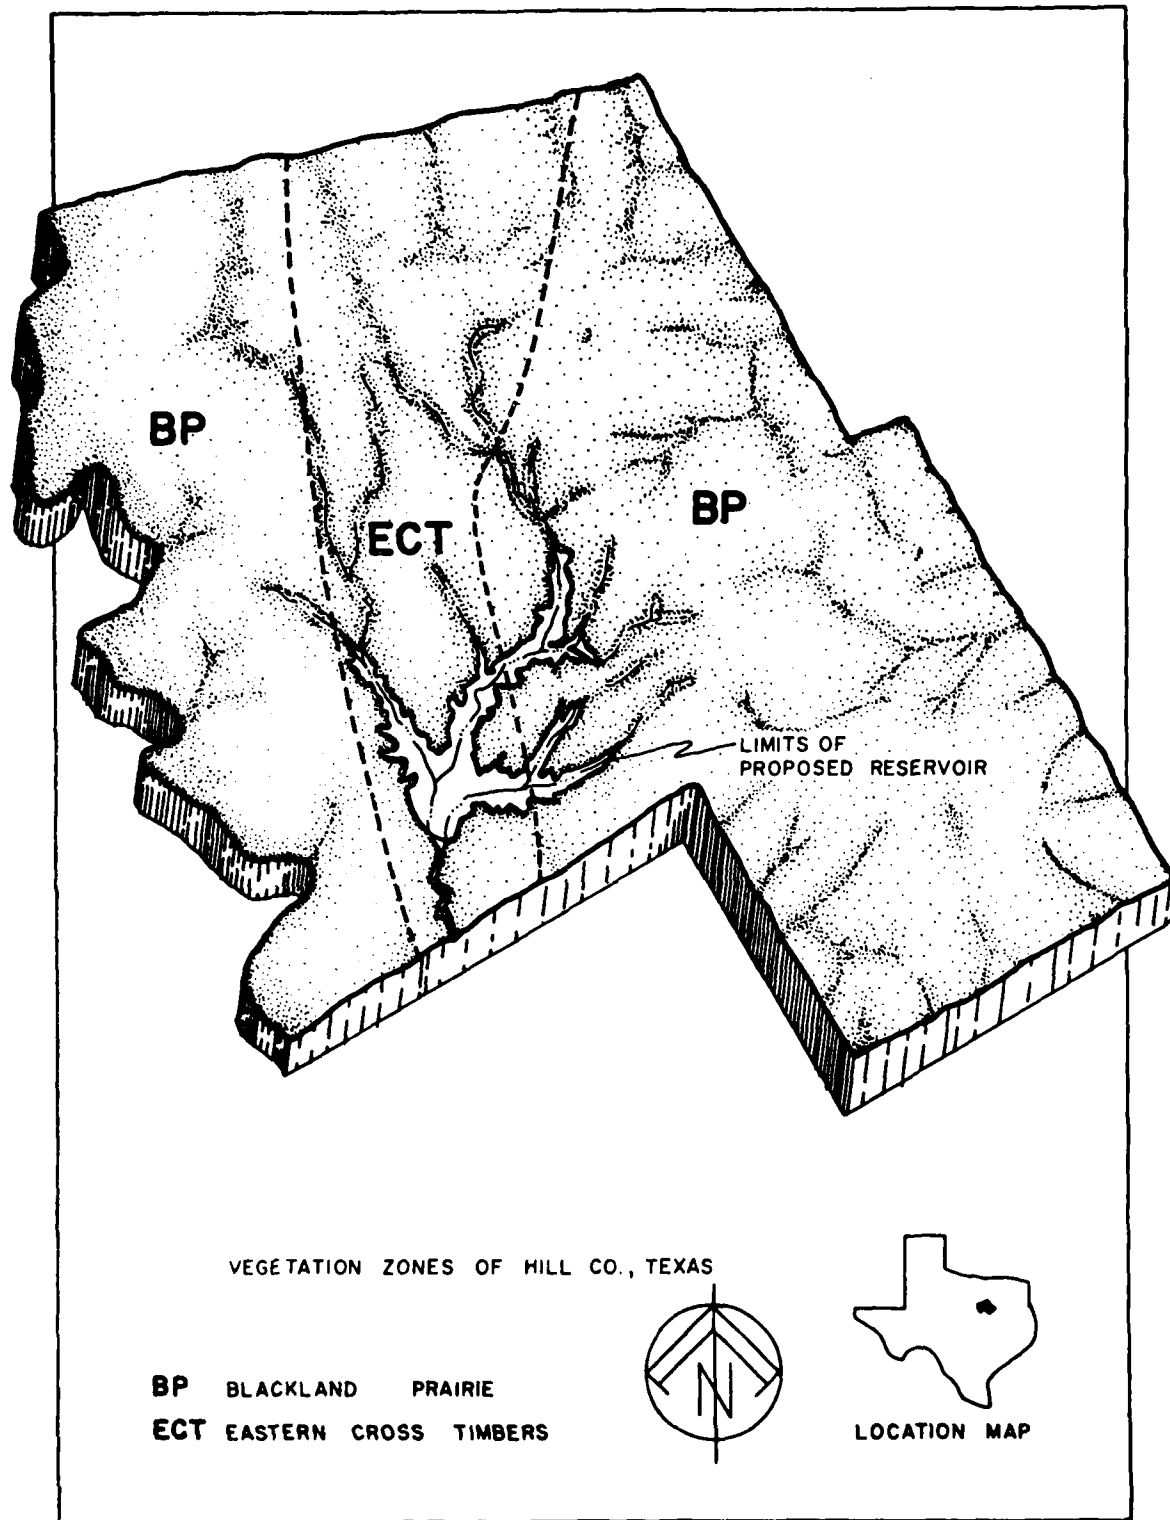 BP
ECT
BP
LIMITS OF
PROPOSED RESERVOIR
VEGETATION ZONES OF HILL CO., TEXAS
N
BP BLACKLAND PRAIRIE
ECT EASTERN CROSS TIMBERS
LOCATION MAP